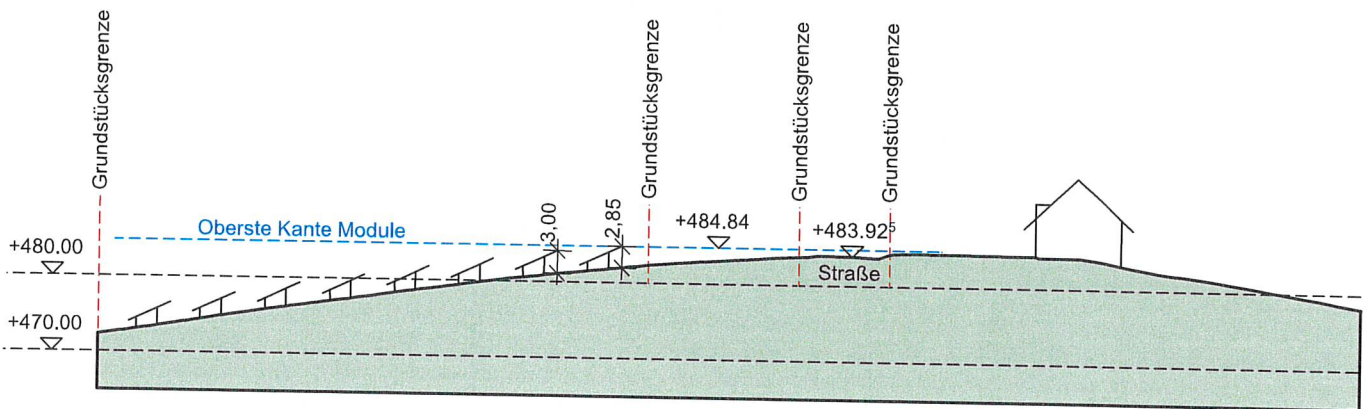 Grundstücksgrenze
Grundstücksgrenze
Grundstücksgrenze
Grundstücksgrenze
Oberste Kante Module
3,00
2,85
+484.84
+483.92⁵
+480.00
Straße
+470.00